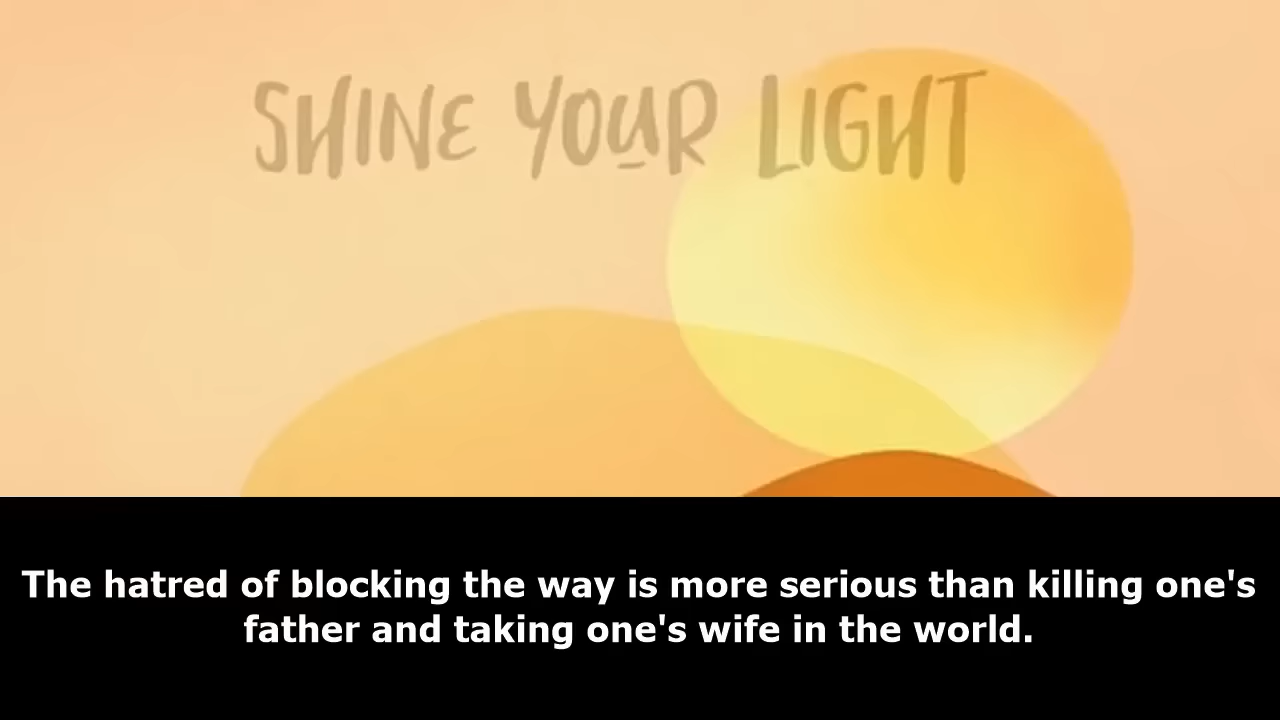 SHINE YOUR LIGHT
The hatred of blocking the way is more serious than killing one's
father and taking one's wife in the world.